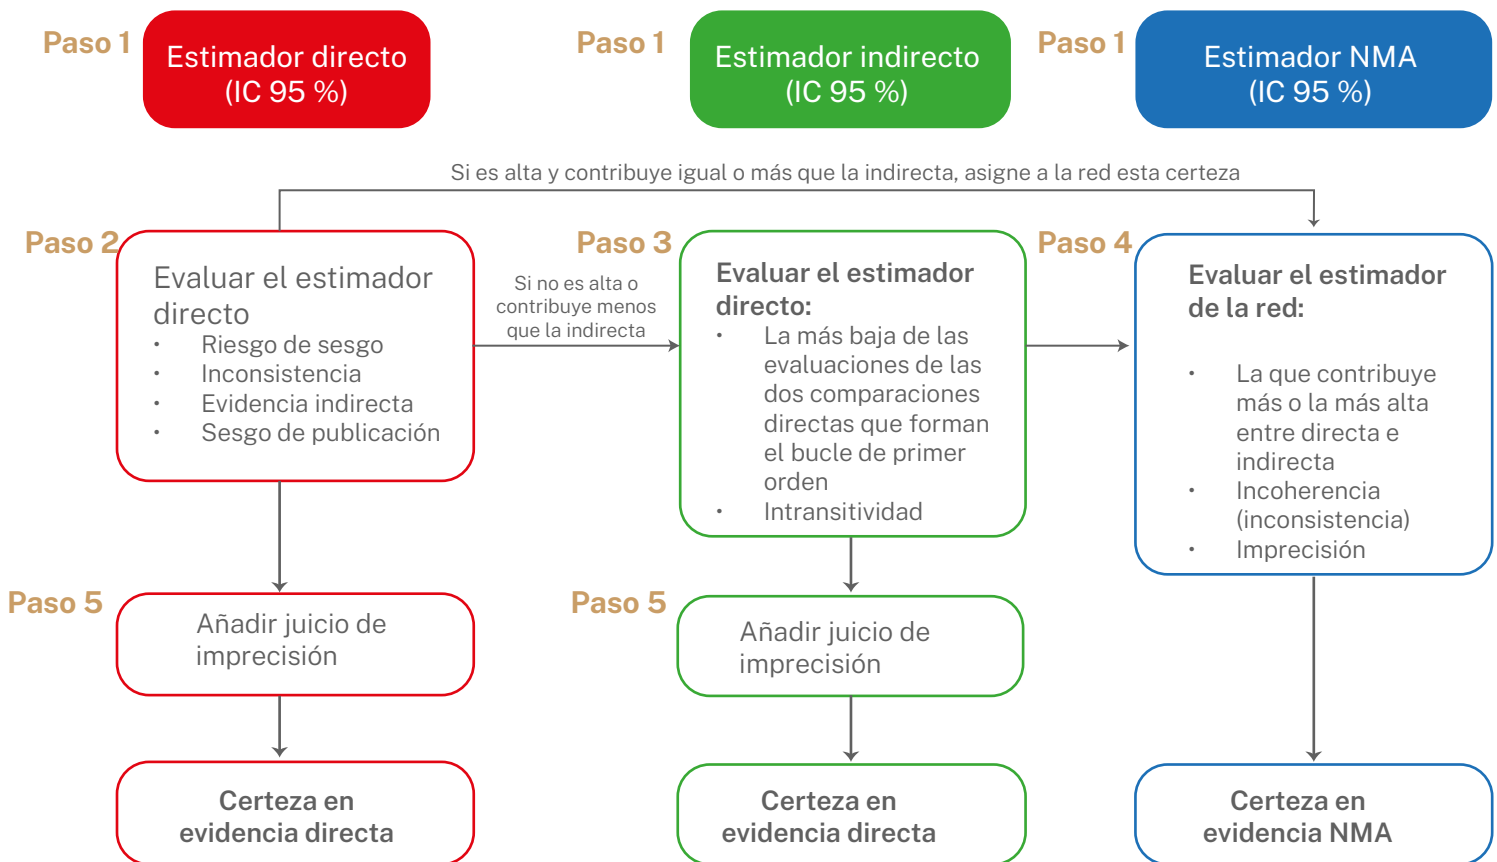 Paso 1
Estimador directo
(IC 95 %)
Paso 1
Estimador indirecto
(IC 95 %)
Paso 1
Estimador NMA
(IC 95 %)
Si es alta y contribuye igual o más que la indirecta, asigne a la red esta certeza
Paso 2
Evaluar el estimador
directo
• Riesgo de sesgo
• Inconsistencia
• Evidencia indirecta
• Sesgo de publicación
Si no es alta o
contribuye menos
que la indirecta
Paso 3
Evaluar el estimador
directo:
• La más baja de las
evaluaciones de las
dos comparaciones
directas que forman
el bucle de primer
orden
• Intransitividad
Paso 4
Evaluar el estimador
de la red:
• La que contribuye
más o la más alta
entre directa e
indirecta
• Incoherencia
(inconsistencia)
• Imprecisión
Paso 5
Añadir juicio de
imprecisión
Paso 5
Añadir juicio de
imprecisión
Certeza en
evidencia directa
Certeza en
evidencia directa
Certeza en
evidencia NMA